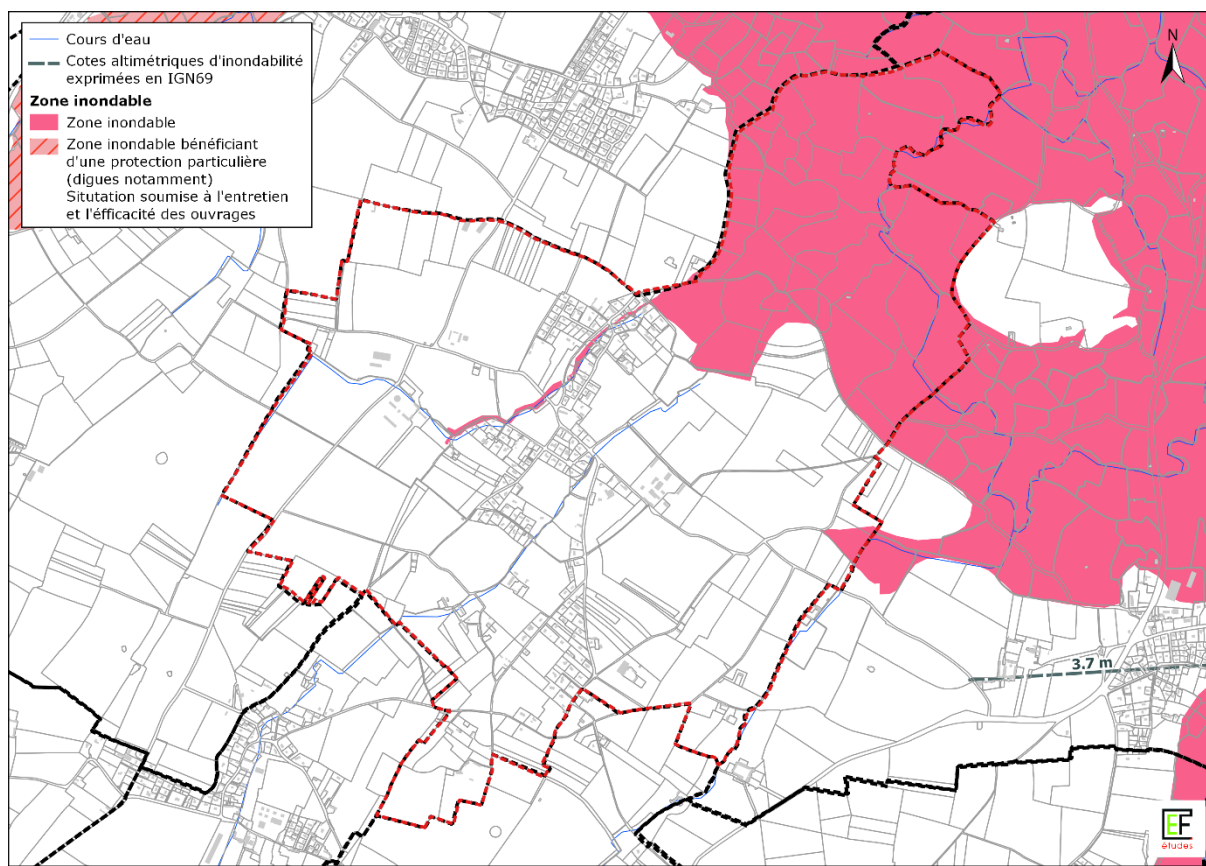 Cours d'eau
Cotes altimétriques d'inondabilité
exprimées en IGN69
Zone inondable
Zone inondable
Zone inondable bénéficiant
d'une protection particulière
(digues notamment)
Situtation soumise à l'entretien
et l'éfficacité des ouvrages
N
3.7 m
EF
études